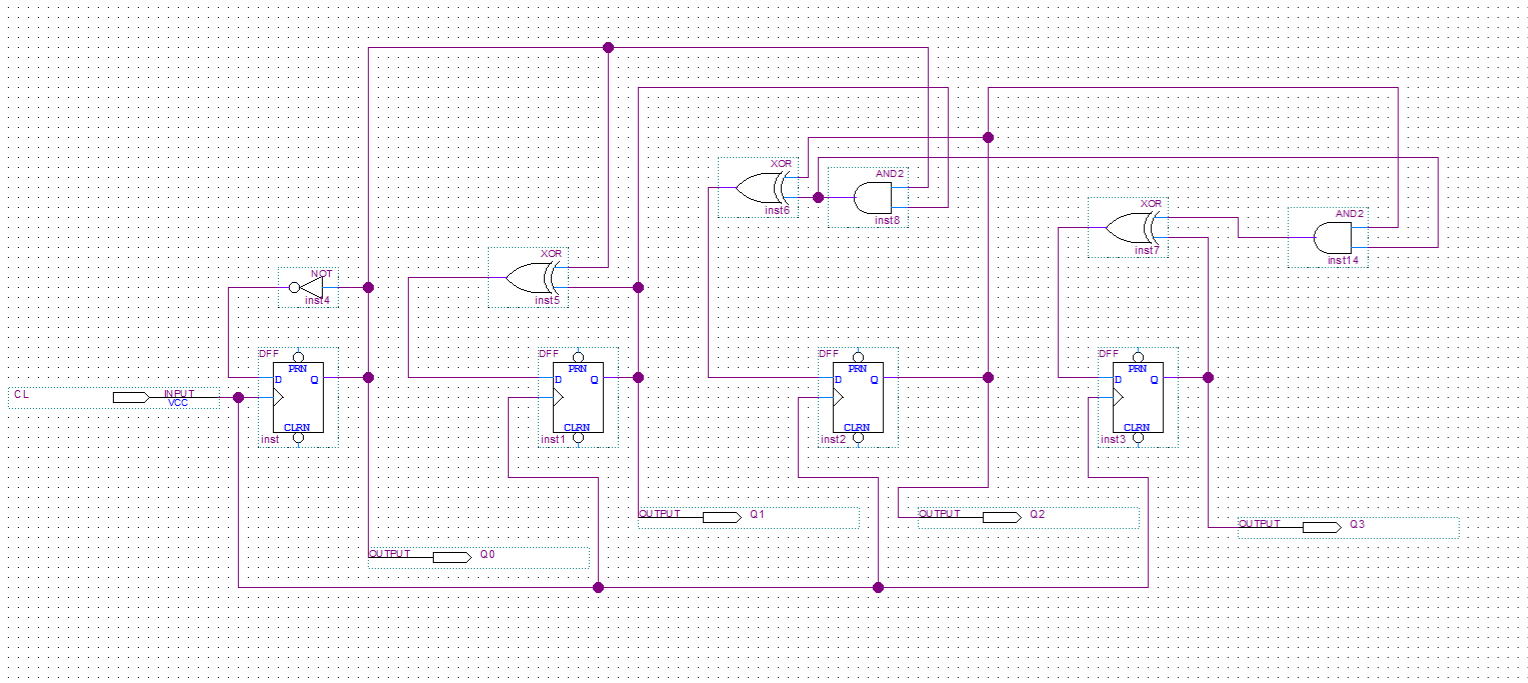 XOR
inst6
AND2
inst8
XOR
inst7
AND2
inst14
XOR
inst5
NOT
inst4
DFF
PRN
D
Q
CLRN
inst
DFF
PRN
D
Q
CLRN
inst1
DFF
PRN
D
Q
CLRN
inst2
DFF
PRN
D
Q
CLRN
inst3
CL
INPUT
VCC
OUTPUT Q1
OUTPUT Q2
OUTPUT Q3
OUTPUT Q0